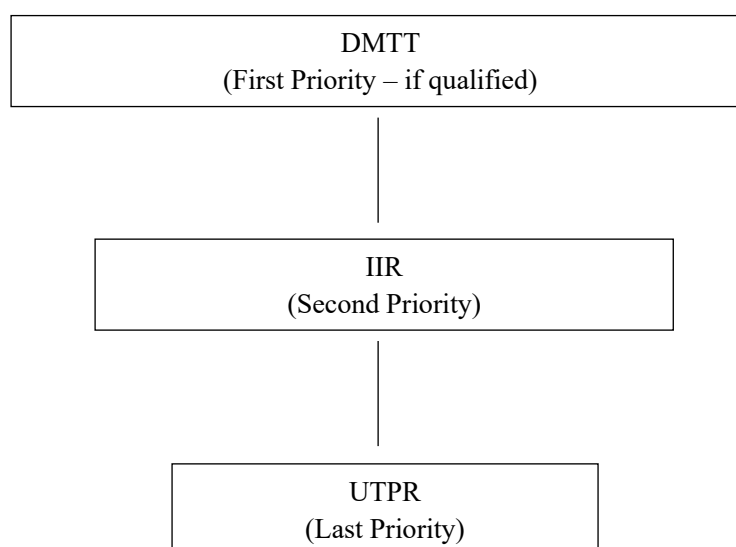 DMTT
(First Priority – if qualified)
IIR
(Second Priority)
UTPR
(Last Priority)